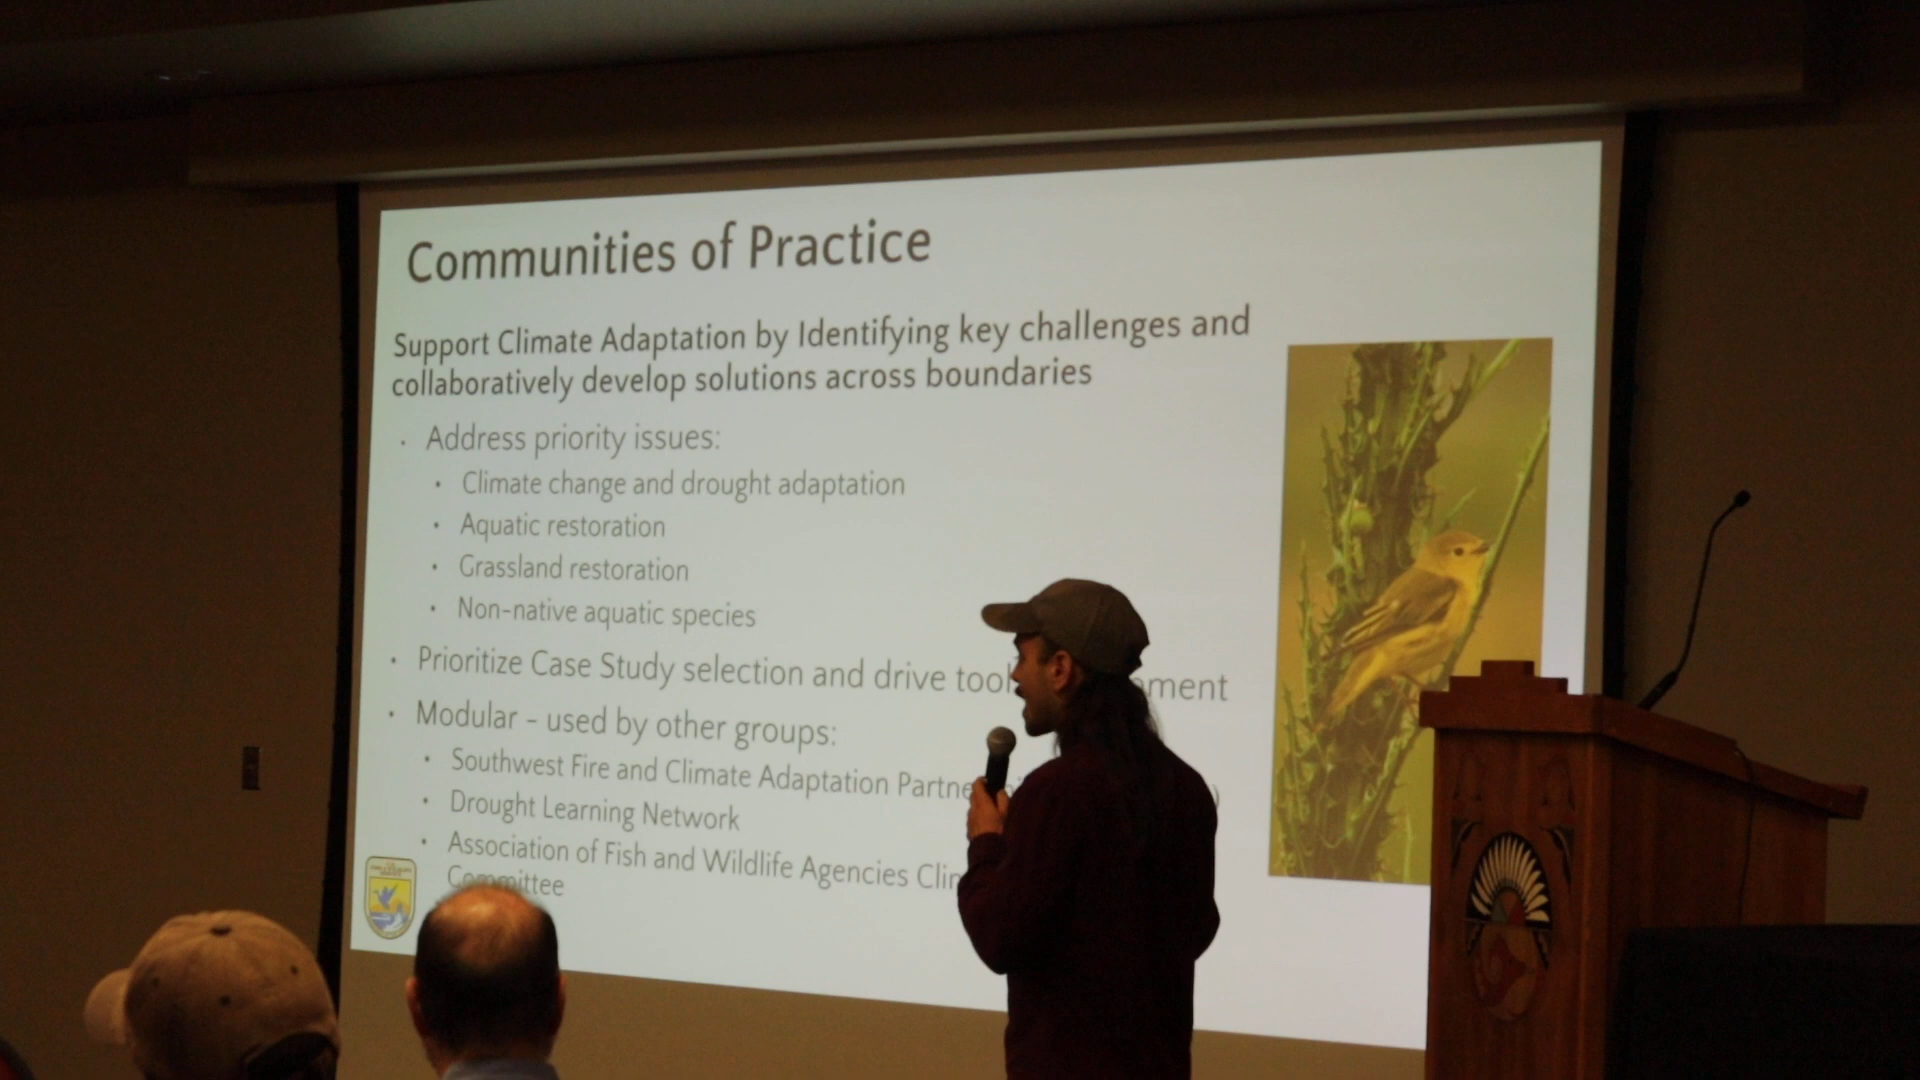 Communities of Practice
Support Climate Adaptation by Identifying key challenges and
collaboratively develop solutions across boundaries
· Address priority issues:
· Climate change and drought adaptation
· Aquatic restoration
· Grassland restoration
· Non-native aquatic species
· Prioritize Case Study selection and drive tool
· Modular - used by other groups:
· Southwest Fire and Climate Adaptation
· Drought Learning Network
· Association of Fish and Wildlife Agencies
Committee